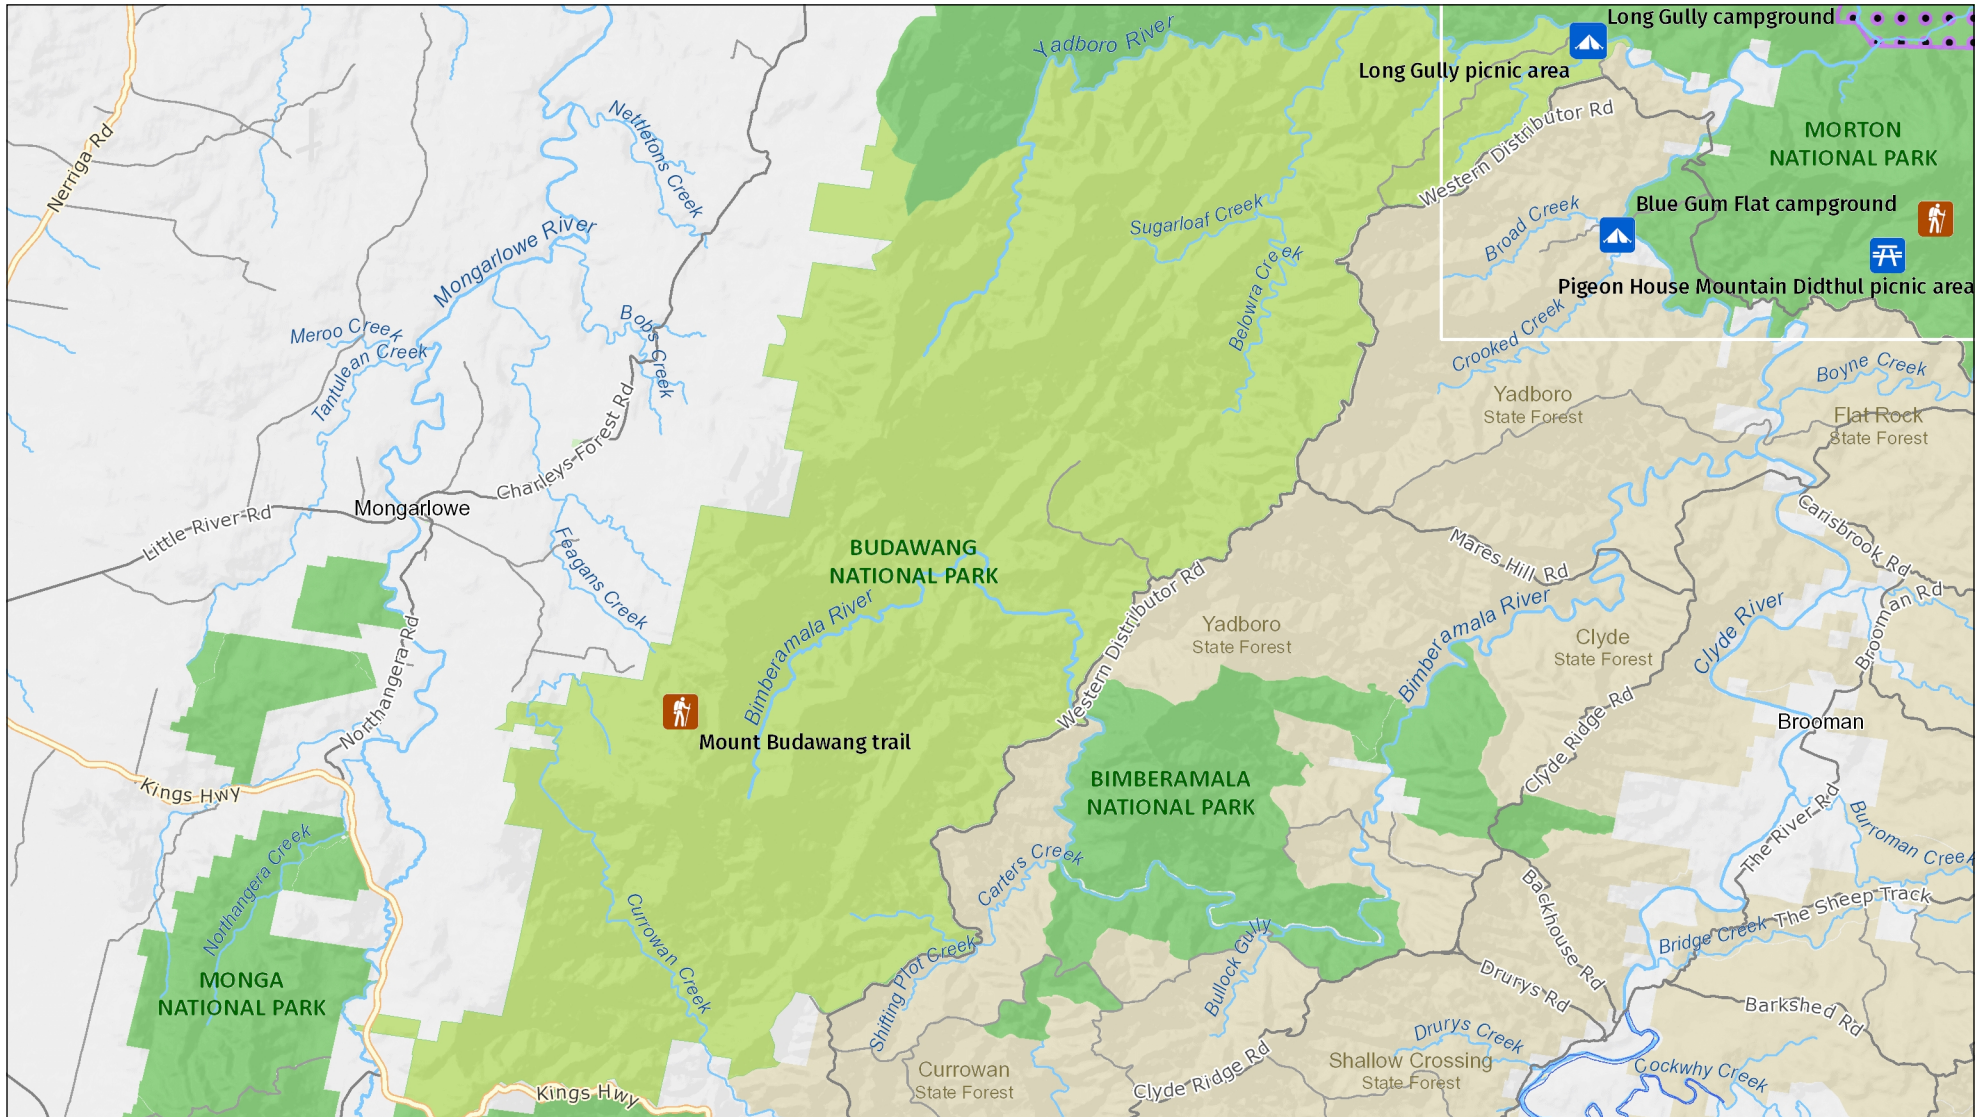 Long Gully campground
Yadboro River
Long Gully picnic area
Nettletons Creek
Western Distributor Rd
MORTON
NATIONAL PARK
Nerriga Rd
Sugarloaf Creek
Broad Creek
Blue Gum Flat campground
Mongarlowe River
Belowra Creek
Pigeon House Mountain Didthul picnic area
Meroo Creek
Bobs Creek
Crooked Creek
Tantulean Creek
Boyne Creek
Yadboro
State Forest
Flat Rock
State Forest
Charleys Forest Rd
Mongarlowe
Little River Rd
Carisbrook Rd
Feagans Creek
BUDAWANG
NATIONAL PARK
Mares Hill Rd
Western Distributor Rd
Bimberamala River
Bimberamala River
Clyde River
Brooman Rd
Yadboro
State Forest
Clyde
State Forest
Northangera Rd
Mount Budawang trail
Clyde Ridge Rd
Brooman
Kings Hwy
BIMBERAMALA
NATIONAL PARK
The River Rd
Burroman Creek
Northangera Creek
Carters Creek
Backhouse Rd
The Sheep Track
Currowan Creek
Bridge Creek
Bullock Gully
Shifting Plot Creek
MONGA
NATIONAL PARK
Drurys Rd
Barkshed Rd
Drurys Creek
Currowan
State Forest
Clyde Ridge Rd
Shallow Crossing
State Forest
Cockwhy Creek
Kings Hwy